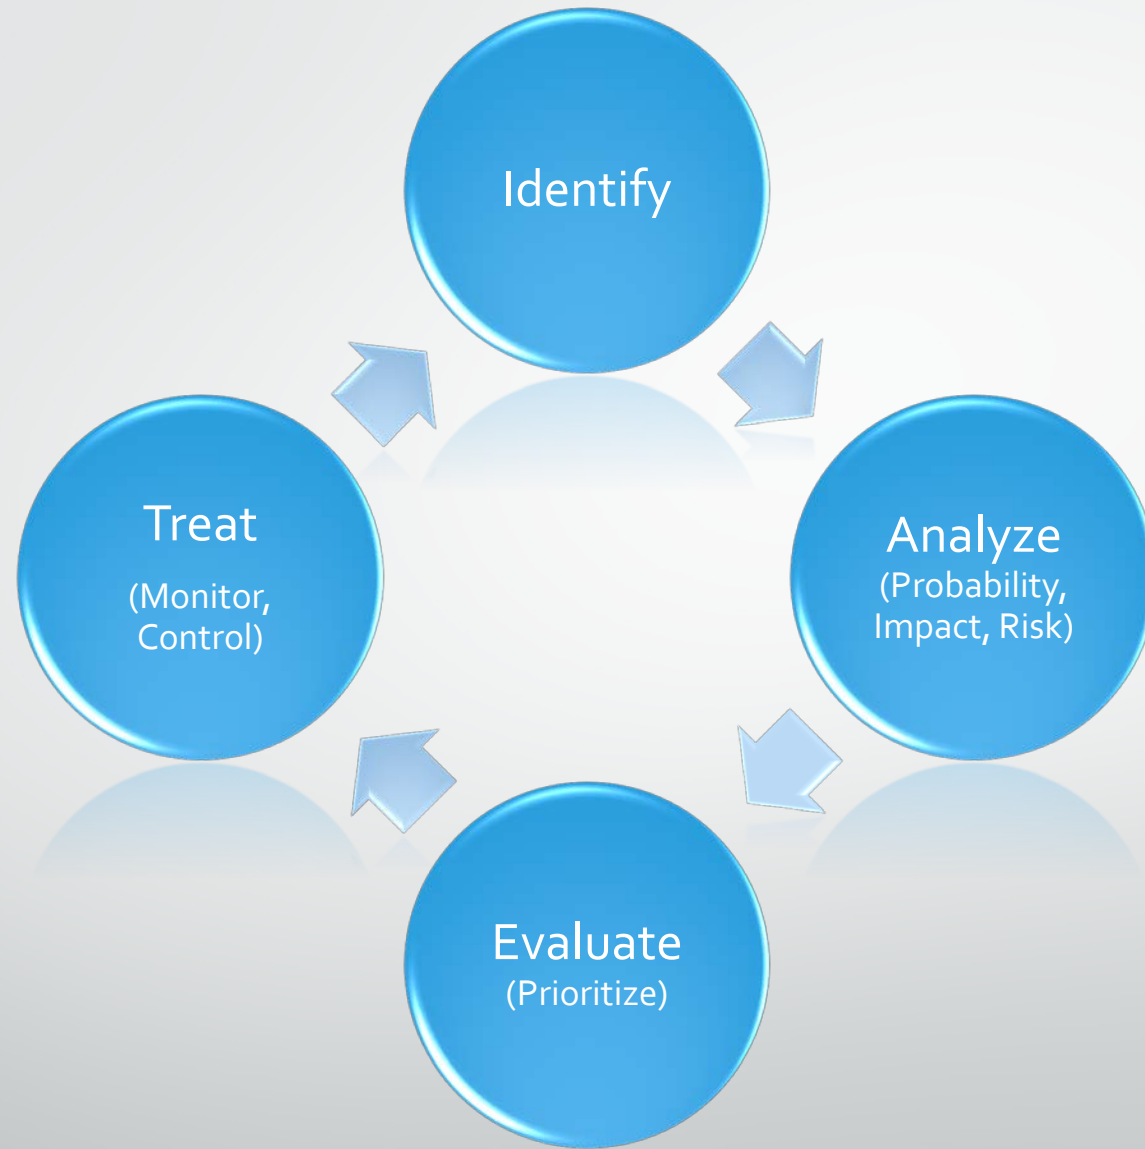 Identify
Analyze
(Probability,
Impact, Risk)
Evaluate
(Prioritize)
Treat
(Monitor,
Control)